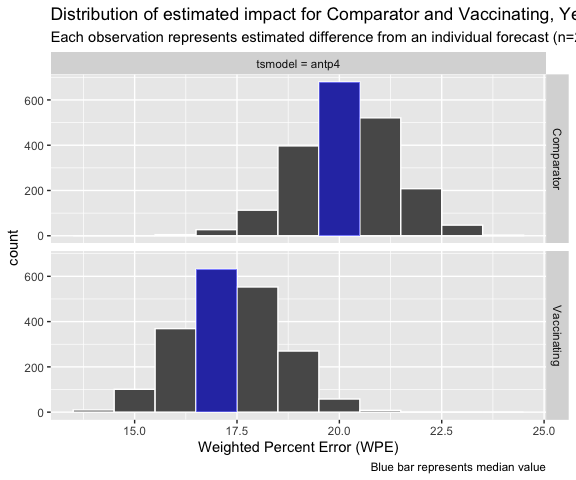 Distribution of estimated impact for Comparator and Vaccinating, Ye
Each observation represents estimated difference from an individual forecast (n=
tsmodel = antp4
600
400
200
0
Comparator
count
600
400
200
0
Vaccinating
15.0 17.5 20.0 22.5 25.0
Weighted Percent Error (WPE)
Blue bar represents median value